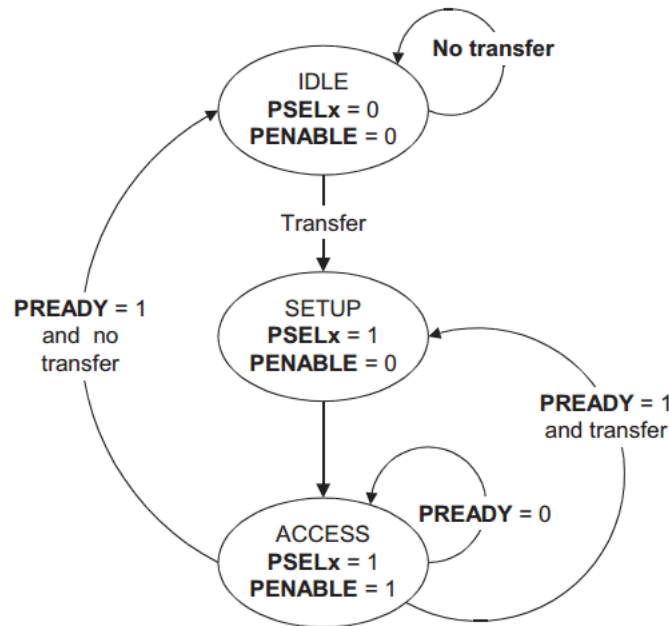 No transfer
IDLE
PSELx = 0
PENABLE = 0
Transfer
SETUP
PSELx = 1
PENABLE = 0
PREADY = 1
and no
transfer
PREADY = 1
and transfer
PREADY = 0
ACCESS
PSELx = 1
PENABLE = 1